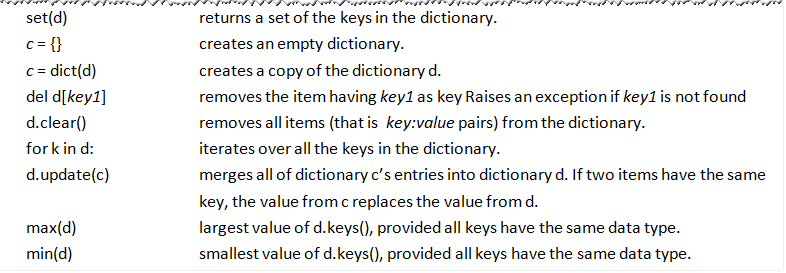 set(d) returns a set of the keys in the dictionary.
c = {} creates an empty dictionary.
c = dict(d) creates a copy of the dictionary d.
del d[key1] removes the item having key1 as key Raises an exception if key1 is not found
d.clear() removes all items (that is key:value pairs) from the dictionary.
for k in d: iterates over all the keys in the dictionary.
d.update(c) merges all of dictionary c’s entries into dictionary d. If two items have the same
key, the value from c replaces the value from d.
max(d) largest value of d.keys(), provided all keys have the same data type.
min(d) smallest value of d.keys(), provided all keys have the same data type.